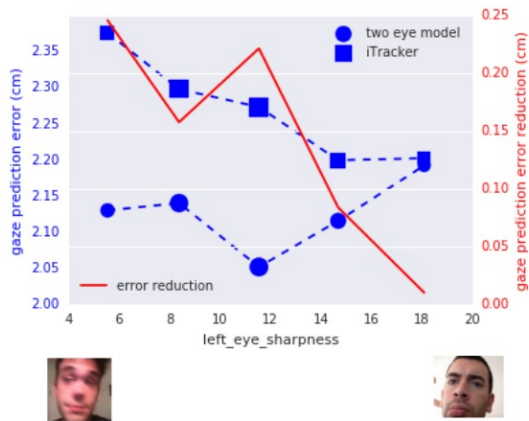 two eye model
iTracker
error reduction
gaze prediction error (cm)
2.35
2.30
2.25
2.20
2.15
2.10
2.05
2.00
0.25
0.20
0.15
0.10
0.05
0.00
gaze prediction error reduction (cm)
4 6 8 10 12 14 16 18 20
left_eye_sharpness